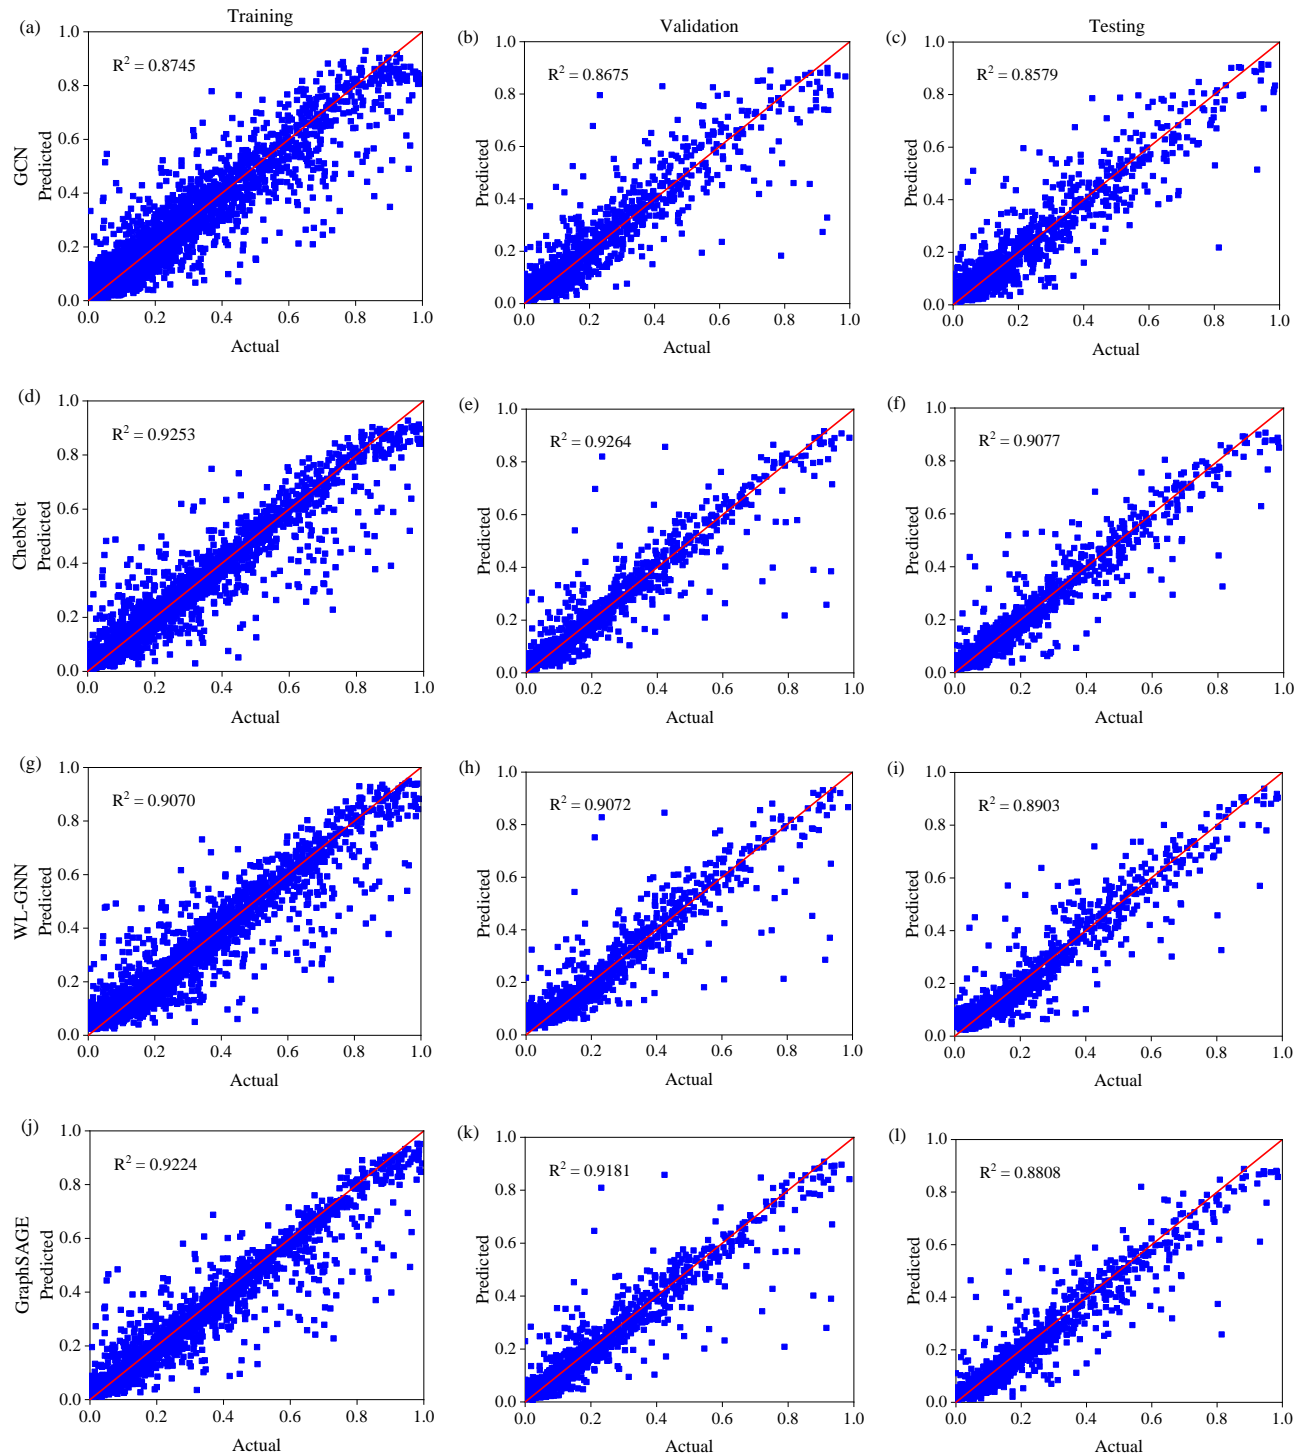 Training
Validation
Testing
(a)
R² = 0.8745
GCN
Predicted
1.0
0.8
0.6
0.4
0.2
0.0
0.0 0.2 0.4 0.6 0.8 1.0
Actual
(b)
R² = 0.8675
Predicted
1.0
0.8
0.6
0.4
0.2
0.0
0.0 0.2 0.4 0.6 0.8 1.0
Actual
(c)
R² = 0.8579
Predicted
1.0
0.8
0.6
0.4
0.2
0.0
0.0 0.2 0.4 0.6 0.8 1.0
Actual
(d)
R² = 0.9253
ChebNet
Predicted
1.0
0.8
0.6
0.4
0.2
0.0
0.0 0.2 0.4 0.6 0.8 1.0
Actual
(e)
R² = 0.9264
Predicted
1.0
0.8
0.6
0.4
0.2
0.0
0.0 0.2 0.4 0.6 0.8 1.0
Actual
(f)
R² = 0.9077
Predicted
1.0
0.8
0.6
0.4
0.2
0.0
0.0 0.2 0.4 0.6 0.8 1.0
Actual
(g)
R² = 0.9070
WL-GNN
Predicted
1.0
0.8
0.6
0.4
0.2
0.0
0.0 0.2 0.4 0.6 0.8 1.0
Actual
(h)
R² = 0.9072
Predicted
1.0
0.8
0.6
0.4
0.2
0.0
0.0 0.2 0.4 0.6 0.8 1.0
Actual
(i)
R² = 0.8903
Predicted
1.0
0.8
0.6
0.4
0.2
0.0
0.0 0.2 0.4 0.6 0.8 1.0
Actual
(j)
R² = 0.9224
GraphSAGE
Predicted
1.0
0.8
0.6
0.4
0.2
0.0
0.0 0.2 0.4 0.6 0.8 1.0
Actual
(k)
R² = 0.9181
Predicted
1.0
0.8
0.6
0.4
0.2
0.0
0.0 0.2 0.4 0.6 0.8 1.0
Actual
(l)
R² = 0.8808
Predicted
1.0
0.8
0.6
0.4
0.2
0.0
0.0 0.2 0.4 0.6 0.8 1.0
Actual